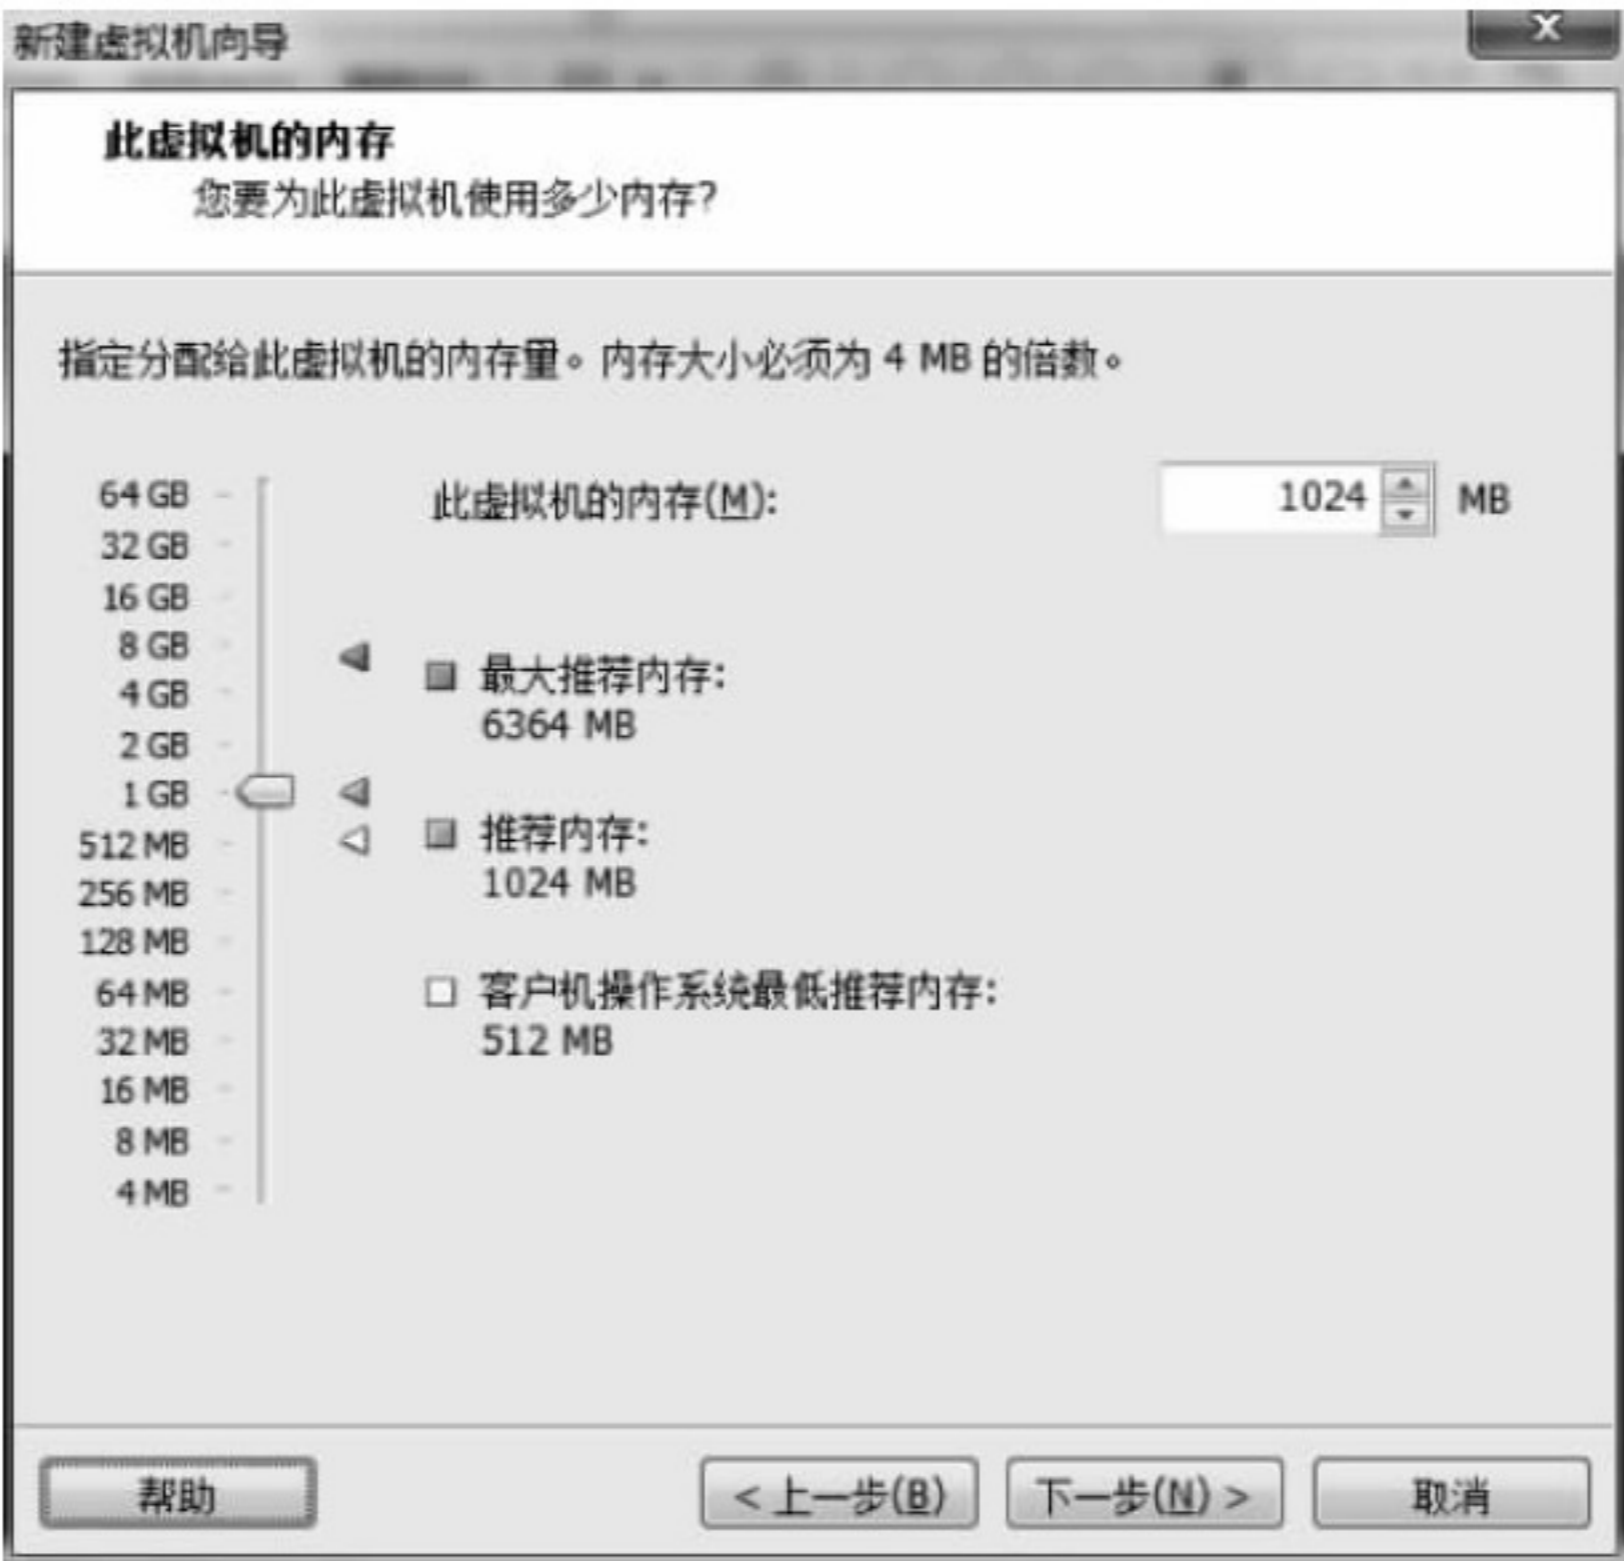 新建虚拟机向导
x
此虚拟机的内存
您要为此虚拟机使用多少内存?
指定分配给此虚拟机的内存量。内存大小必须为 4 MB 的倍数。
64 GB
32 GB
16 GB
8 GB
4 GB
2 GB
1 GB
512 MB
256 MB
128 MB
64 MB
32 MB
16 MB
8 MB
4 MB
此虚拟机的内存(M): 1024 MB
最大推荐内存:
6364 MB
推荐内存:
1024 MB
客户机操作系统最低推荐内存:
512 MB
帮助 < 上一步(B) 下一步(N) > 取消